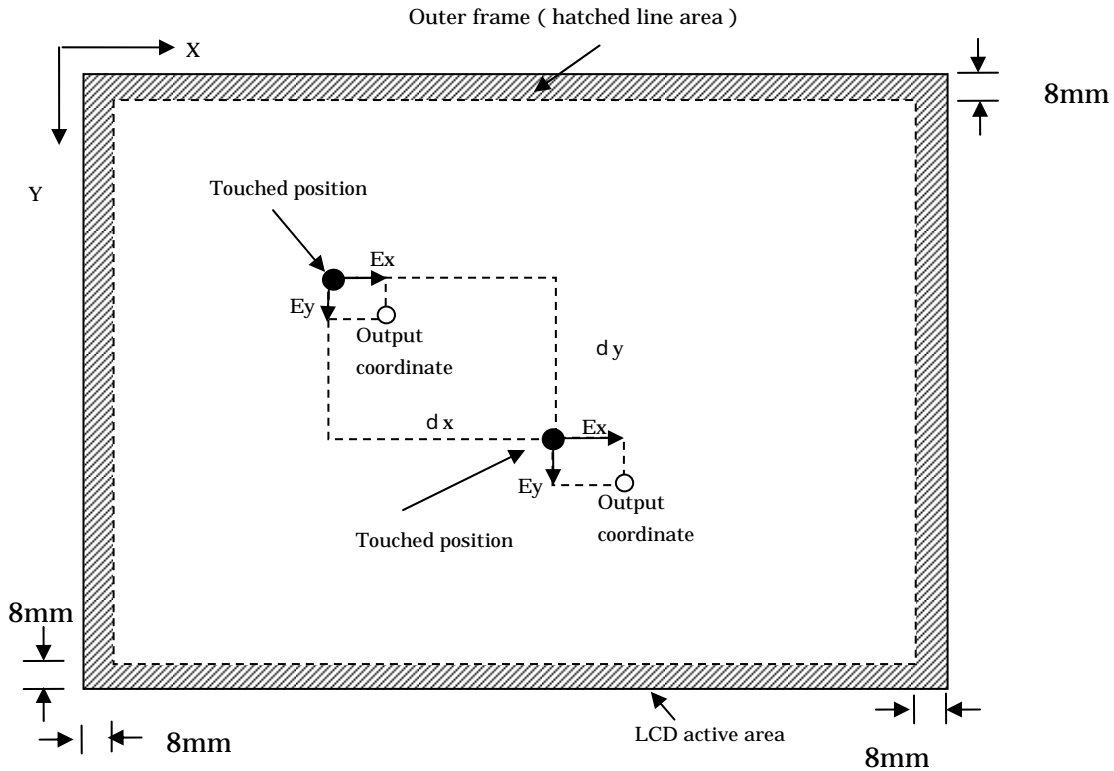 Outer frame ( hatched line area )
X
8mm
Y
Touched position
Ex
Ey
Output
coordinate
d y
d x
Ex
Ey
Output
coordinate
Touched position
8mm
LCD active area
8mm
8mm